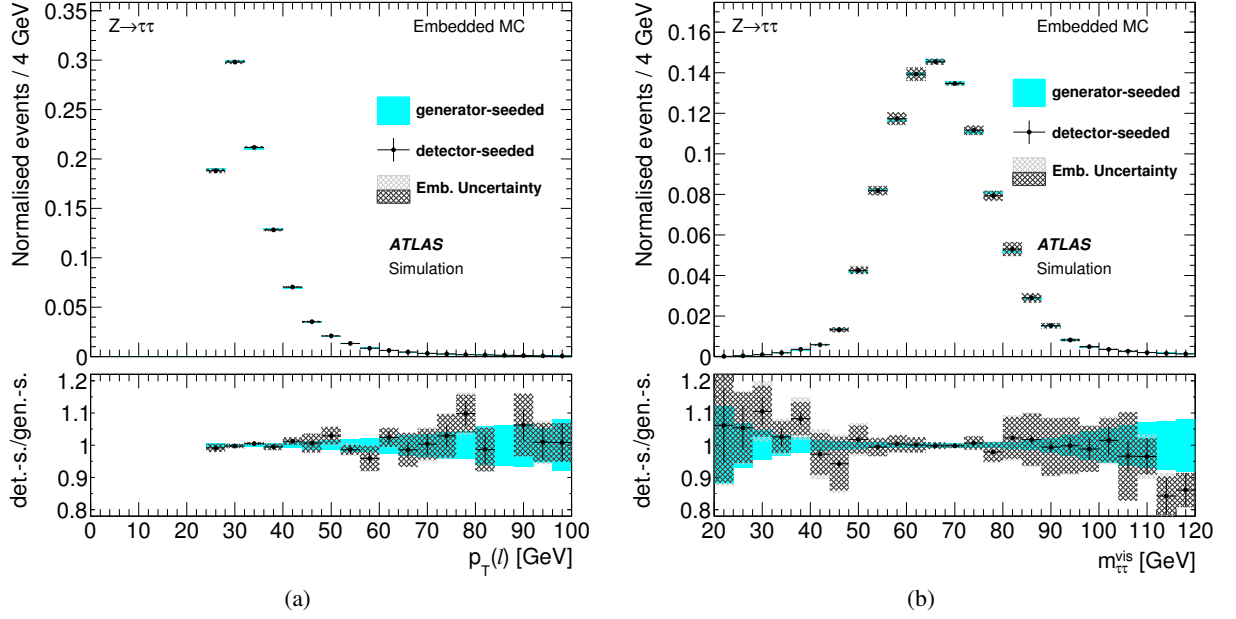 Normalised events / 4 GeV
Z→ττ
Embedded MC
0.3
0.25
0.2
0.15
0.1
0.05
0
generator-seeded
detector-seeded
Emb. Uncertainty
ATLAS
Simulation
det.-s./gen.-s.
1.2
1.1
1.0
0.9
0.8
0 10 20 30 40 50 60 70 80 90 100
p_T(l) [GeV]
(a)
Normalised events / 4 GeV
Z→ττ
Embedded MC
0.16
0.14
0.12
0.1
0.08
0.06
0.04
0.02
0
generator-seeded
detector-seeded
Emb. Uncertainty
ATLAS
Simulation
det.-s./gen.-s.
1.2
1.1
1.0
0.9
0.8
20 30 40 50 60 70 80 90 100 110 120
m_ττ^vis [GeV]
(b)